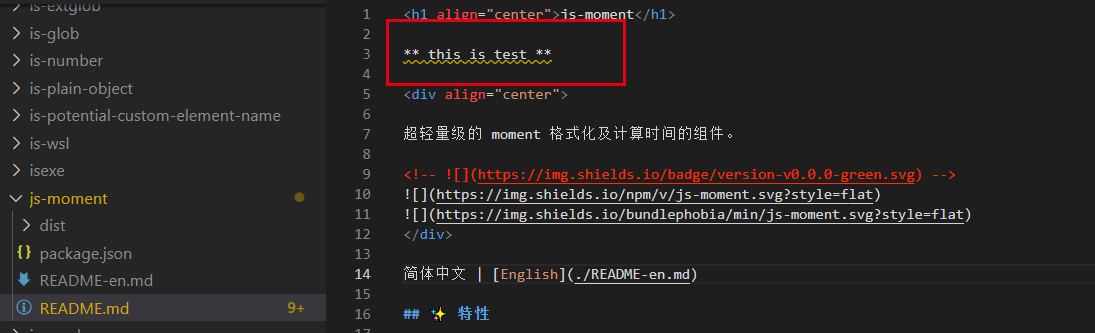 is-extglob
is-glob
is-number
is-plain-object
is-potential-custom-element-name
is-wsl
isexe
js-moment
dist
package.json
README-en.md
README.md 9+
1 <h1 align="center">js-moment</h1>
2
3 ** this is test **
4
5 <div align="center">
6
7 超轻量级的 moment 格式化及计算时间的组件。
8
9 <!-- ![](https://img.shields.io/badge/version-v0.0.0-green.svg) -->
10 ![](https://img.shields.io/npm/v/js-moment.svg?style=flat)
11 ![](https://img.shields.io/bundlephobia/min/js-moment.svg?style=flat)
12 </div>
13
14 简体中文 | [English](./README-en.md)
15
16 ## ✨ 特性